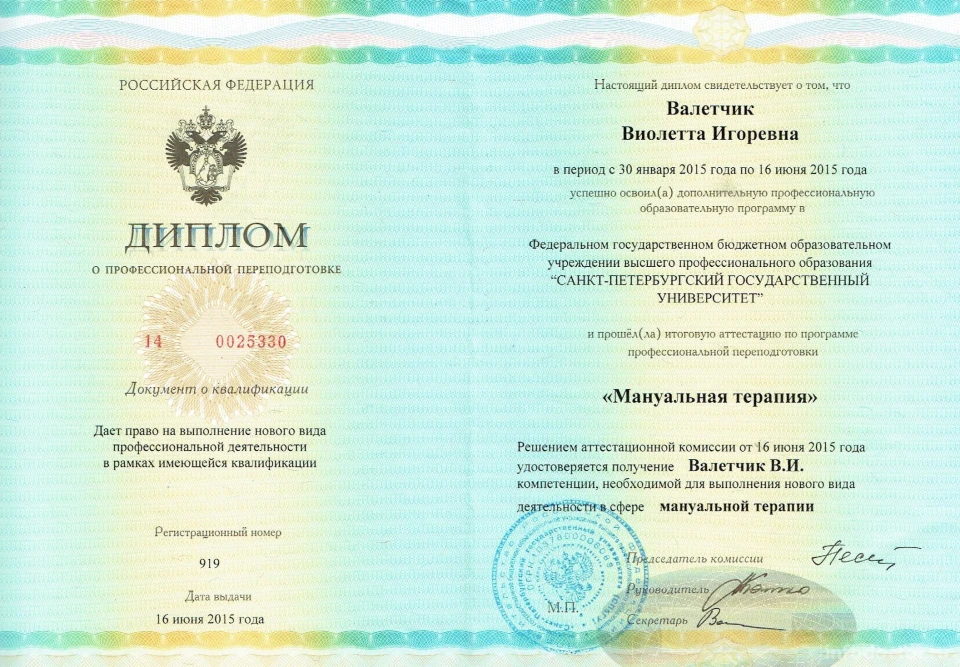 РОССИЙСКАЯ ФЕДЕРАЦИЯ
ДИПЛОМ
О ПРОФЕССИОНАЛЬНОЙ ПЕРЕПОДГОТОВКЕ
14 0025330
Документ о квалификации
Дает право на выполнение нового вида
профессиональной деятельности
в рамках имеющейся квалификации
Регистрационный номер
919
Дата выдачи
16 июня 2015 года
Настоящий диплом свидетельствует о том, что
Валетчик
Виолетта Игоревна
в период с 30 января 2015 года по 16 июня 2015 года
успешно освоил(а) дополнительную профессиональную
образовательную программу в
Федеральном государственном бюджетном образовательном
учреждении высшего профессионального образования
“САНКТ-ПЕТЕРБУРГСКИЙ ГОСУДАРСТВЕННЫЙ
УНИВЕРСИТЕТ”
и прошёл(ла) итоговую аттестацию по программе
профессиональной переподготовки
«Мануальная терапия»
Решением аттестационной комиссии от 16 июня 2015 года
удостоверяется получение Валетчик В.И.
компетенции, необходимой для выполнения нового вида
деятельности в сфере мануальной терапии
Председатель комиссии
Руководитель
М.П.
Секретарь